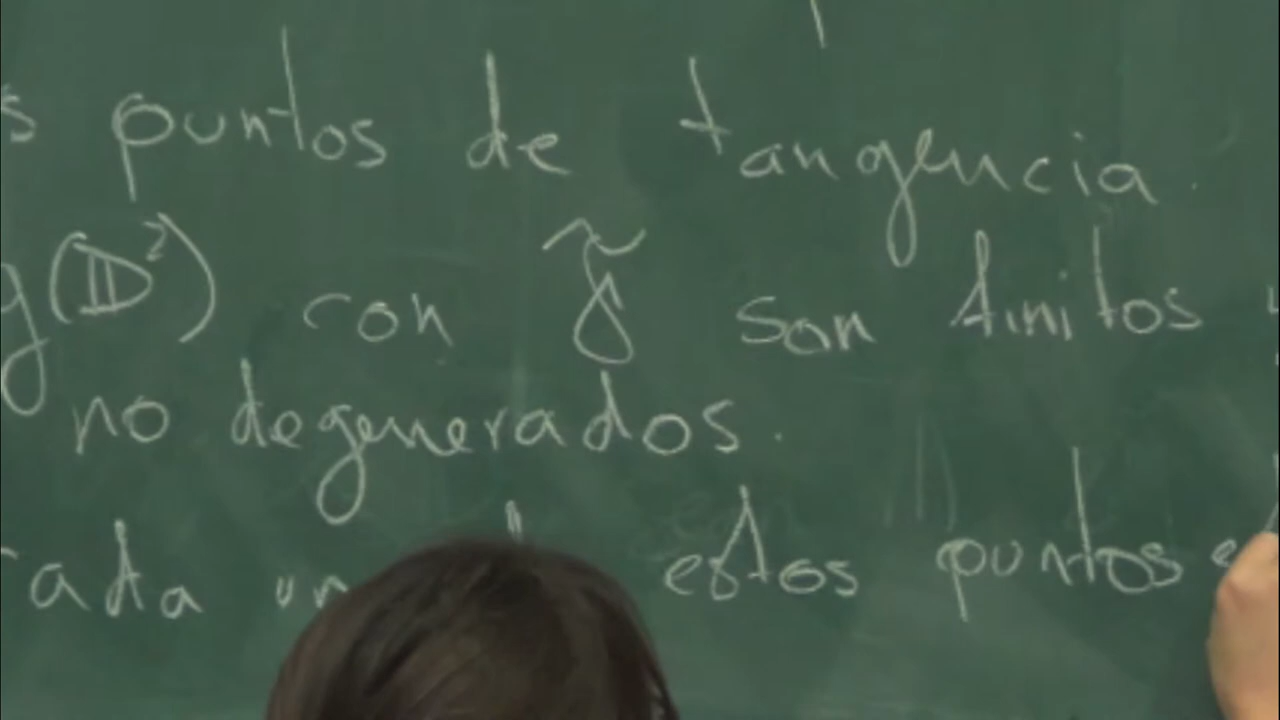 s puntos de tangencia.
g(𝔻²) con γ̃ son finitos
no degenerados.
cada un estos puntos e